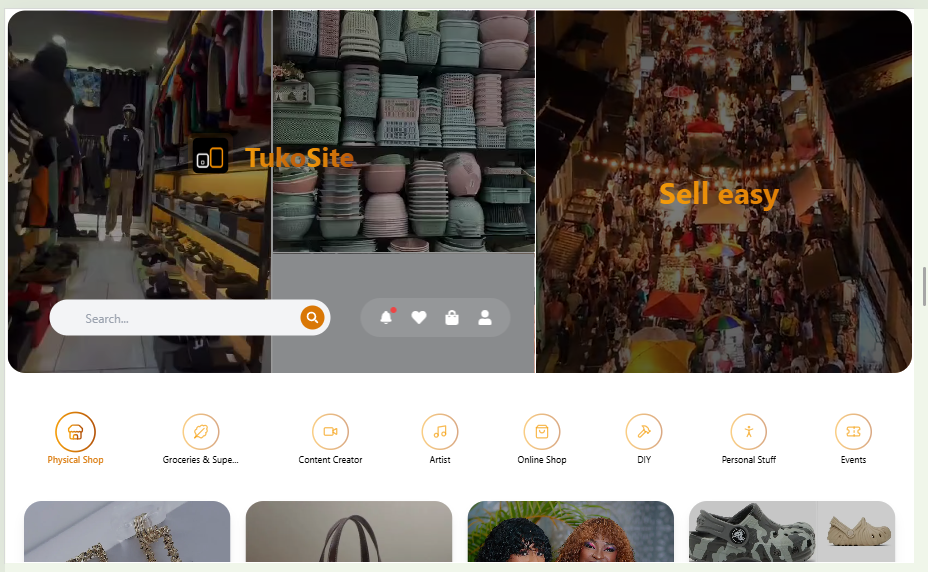 TukoSite
Sell easy
Search...
Physical Shop
Groceries & Supe...
Content Creator
Artist
Online Shop
DIY
Personal Stuff
Events